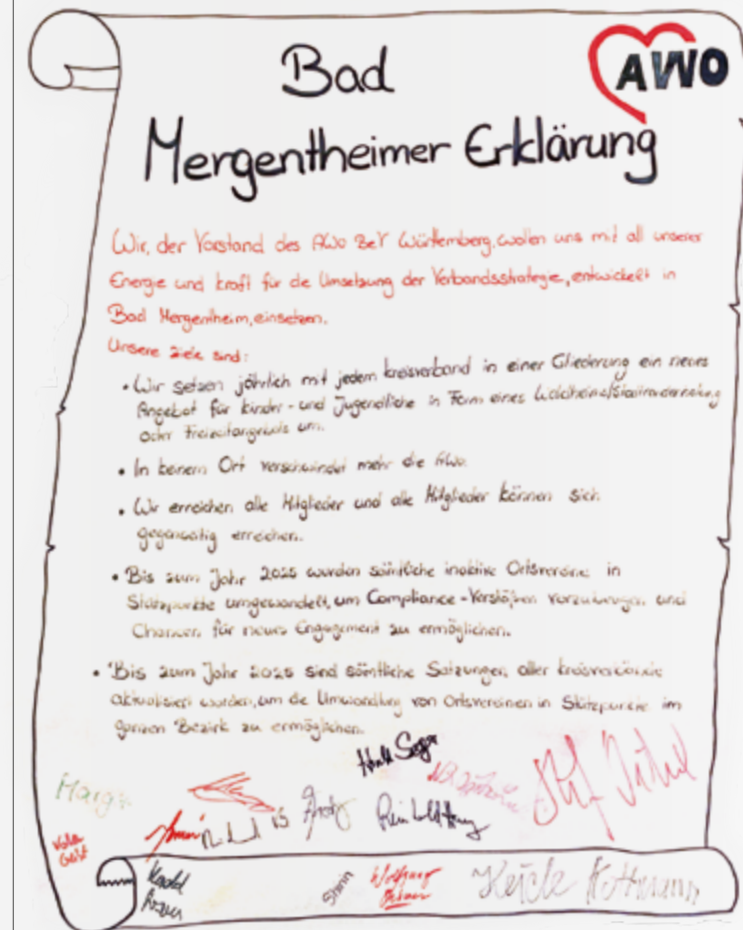 AWO
Bad
Mergentheimer Erklärung
Wir, der Vorstand des AWO BeV Württemberg, wollen uns mit all unserer
Energie und Kraft für die Umsetzung der Verbandsstrategie, entwickelt in
Bad Mergentheim, einsetzen.
Unsere Ziele sind:
• Wir setzen jährlich mit jedem Kreisverband in einer Gliederung ein neues
Angebot für Kinder- und Jugendliche in Form eines
oder Freizeitangebots um.
• In keinem Ort verschwindet mehr die AWO.
• Wir erreichen alle Mitglieder und alle Mitglieder können sich
gegenseitig erreichen.
• Bis zum Jahr 2025 wurden sämtliche inaktive Ortsvereine in
Stützpunkte umgewandelt, um Compliance-Verstößen vorzubeugen und
Chancen für neues Engagement zu ermöglichen.
• Bis zum Jahr 2025 sind sämtliche Satzungen aller Kreisverbände
aktualisiert worden, um die Umwandlung von Ortsvereinen in Stützpunkte im
ganzen Bezirk zu ermöglichen.
Shirin
Wolfgang